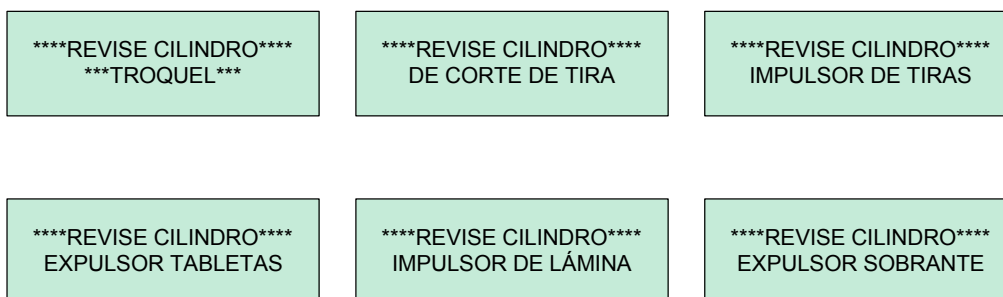 ****REVISE CILINDRO****
***TROQUEL***
****REVISE CILINDRO****
DE CORTE DE TIRA
****REVISE CILINDRO****
IMPULSOR DE TIRAS
****REVISE CILINDRO****
EXPULSOR TABLETAS
****REVISE CILINDRO****
IMPULSOR DE LÁMINA
****REVISE CILINDRO****
EXPULSOR SOBRANTE